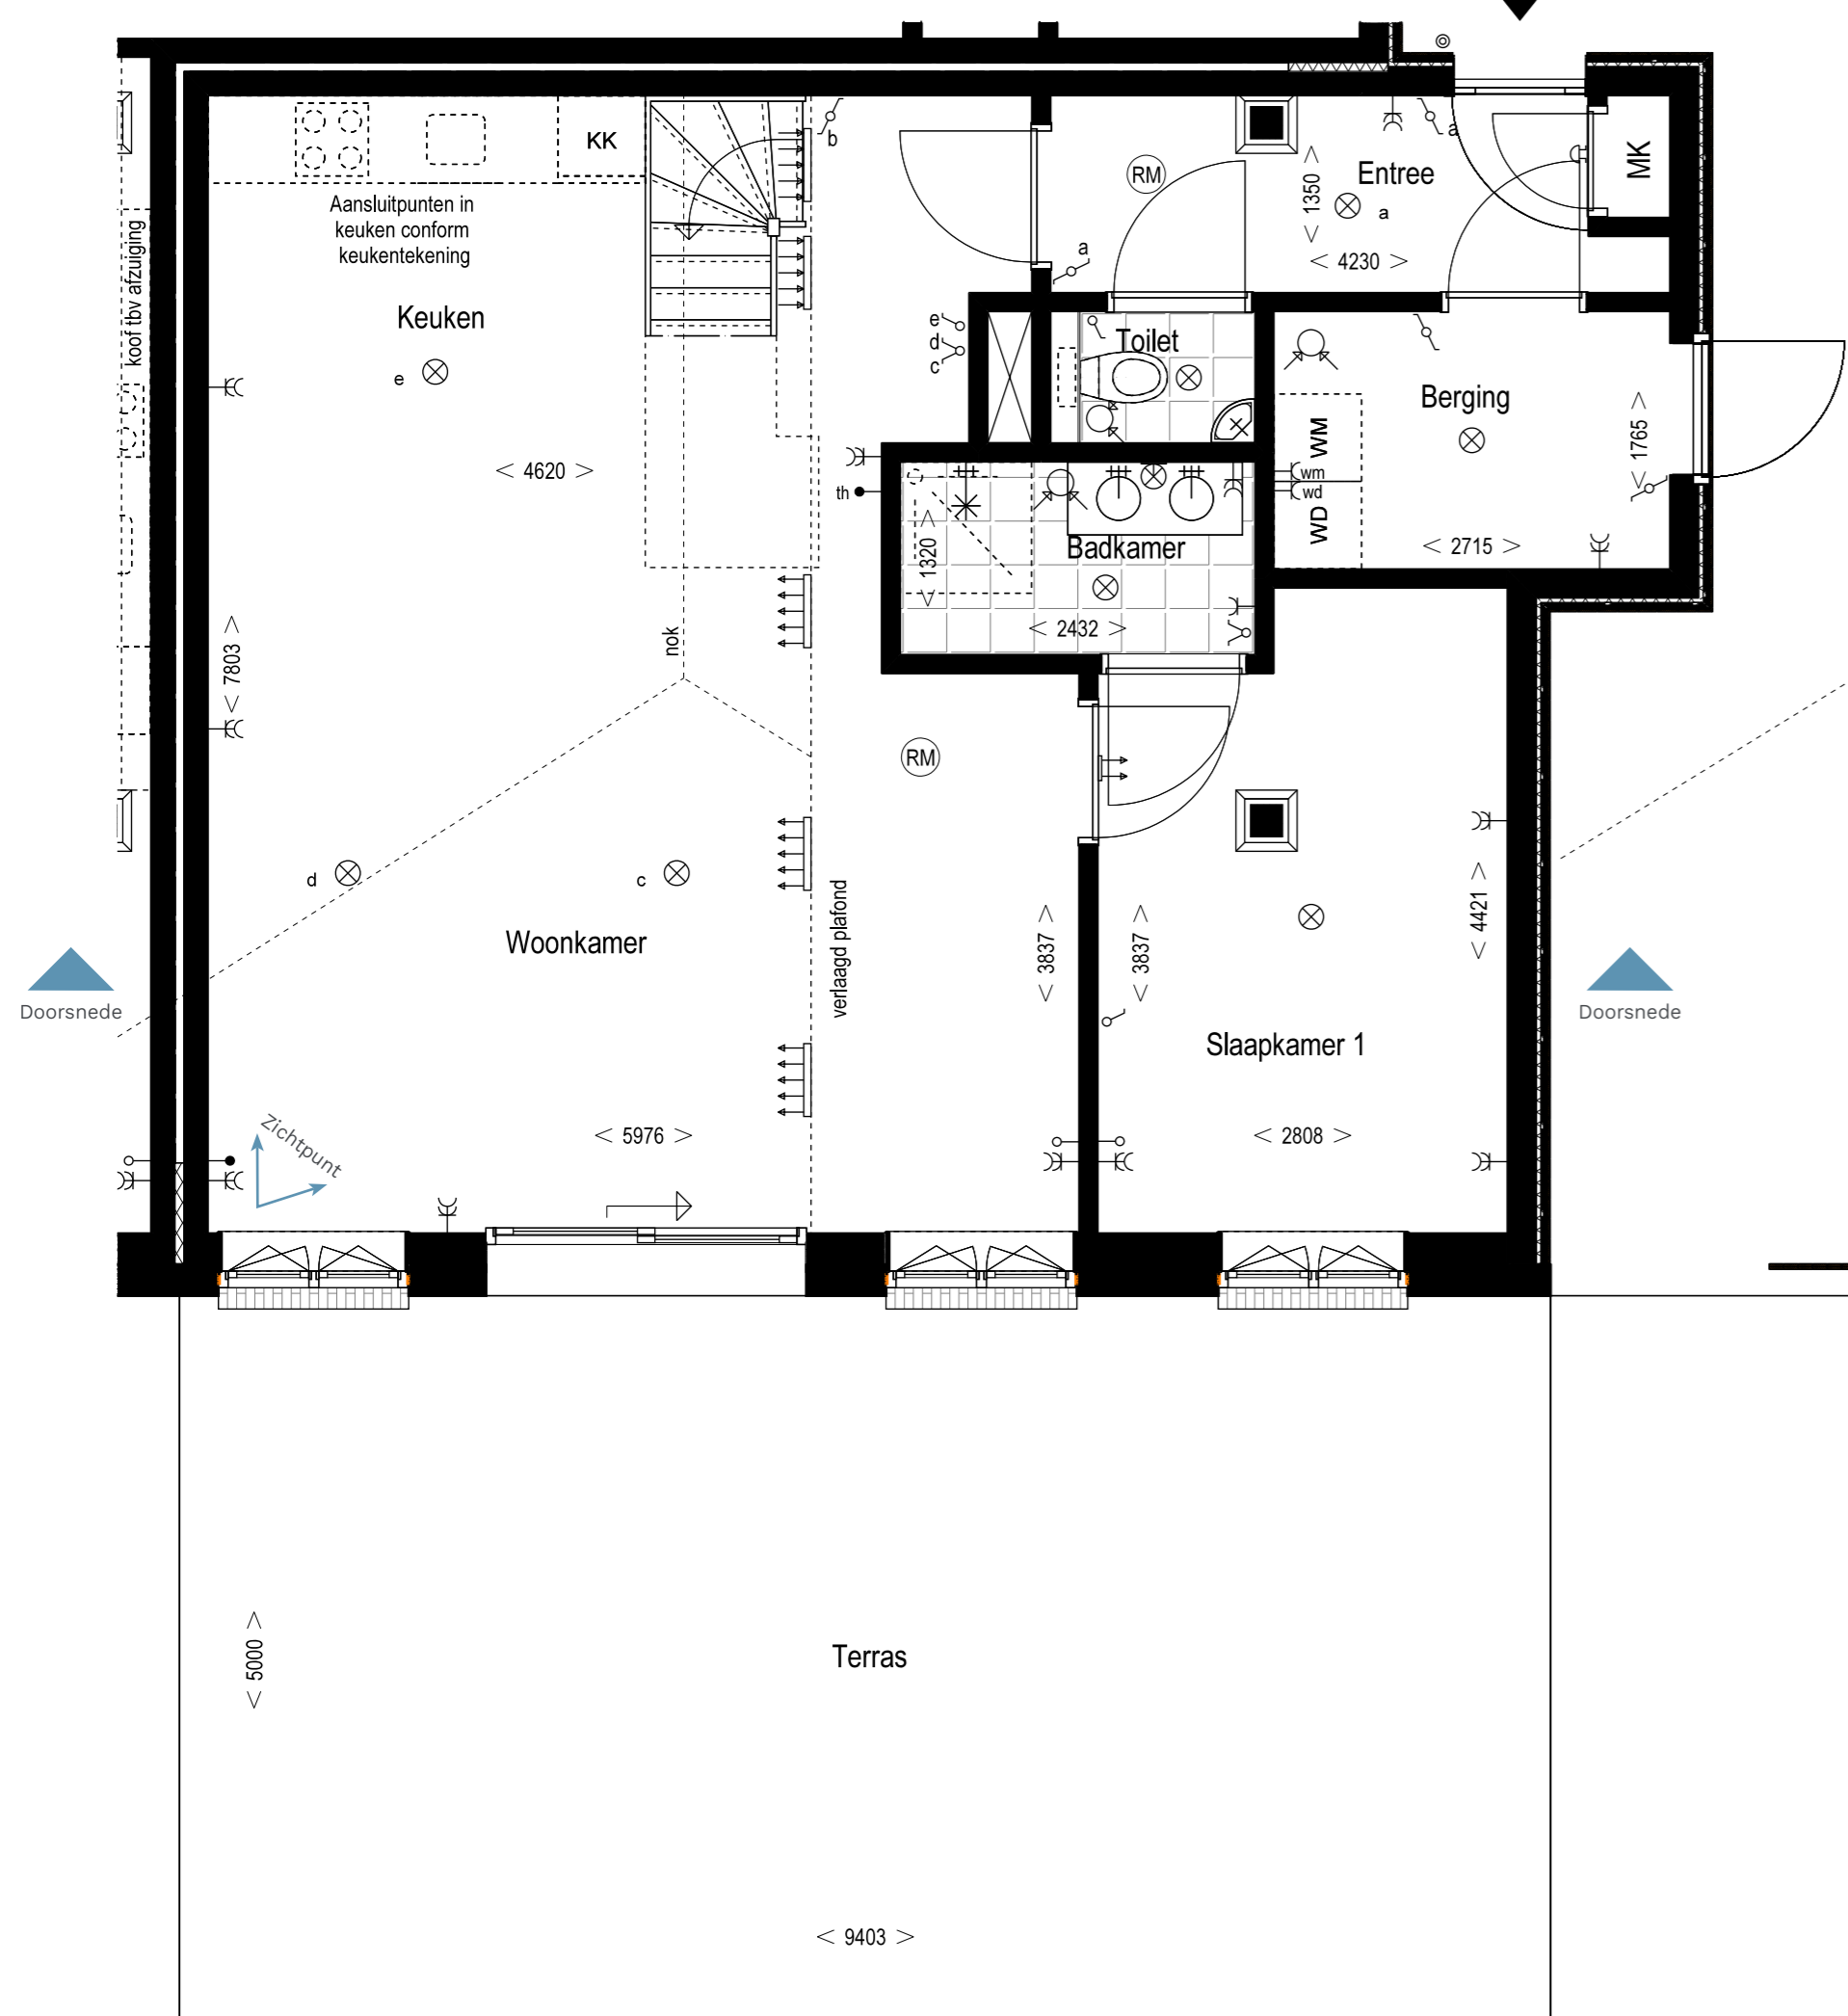 KK
b
a
MK
RM
Entree
< 1350 >
a
Aansluitpunten in
keuken conform
keukentekening
koof tbv afzuiging
a
< 4230 >
Keuken
e
d
c
Toilet
e
Berging
WM
< 1765 >
< 4620 >
wm
th
wd
WD
< 1320 >
Badkamer
< 2715 >
< 2432 >
nok
< 7803 >
RM
d
c
verlaagd plafond
Woonkamer
< 3837 >
< 3837 >
< 4421 >
Doorsnede
Doorsnede
Slaapkamer 1
Zichtpunt
< 5976 >
< 2808 >
< 5000 >
Terras
< 9403 >